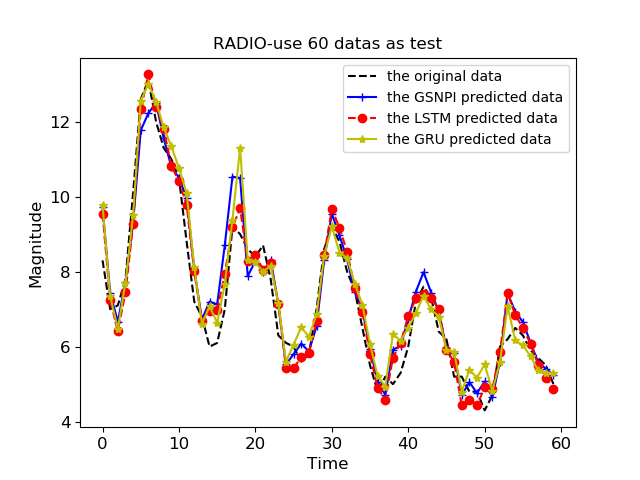 RADIO-use 60 datas as test
the original data
the GSNPI predicted data
the LSTM predicted data
the GRU predicted data
Magnitude
12
10
8
6
4
0 10 20 30 40 50 60
Time